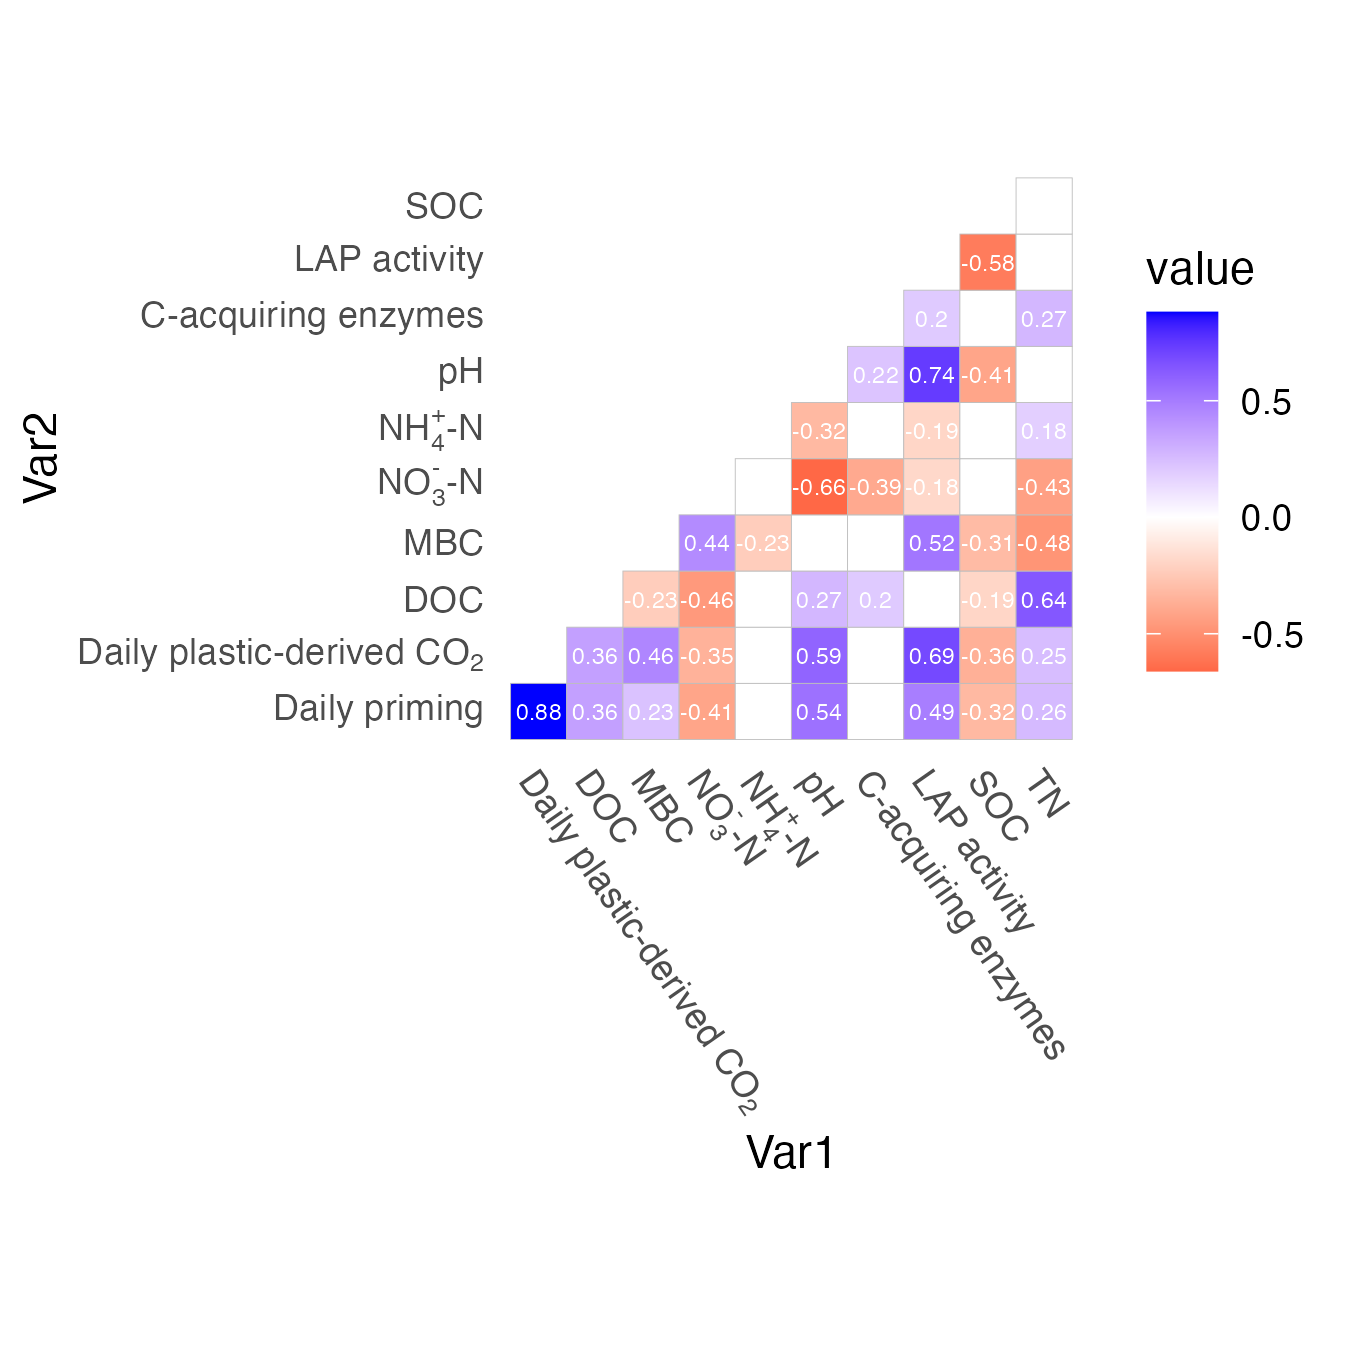 SOC
LAP activity
-0.58
C-acquiring enzymes
0.2 0.27
pH
0.22 0.74 -0.41
NH₄⁺-N
-0.32 -0.19 0.18
NO₃⁻-N
-0.66 -0.39 -0.18 -0.43
MBC
0.44 -0.23 0.52 -0.31 -0.48
DOC
-0.23 -0.46 0.27 0.2 -0.19 0.64
Daily plastic-derived CO₂
0.36 0.46 -0.35 0.59 0.69 -0.36 0.25
Daily priming
0.88 0.36 0.23 -0.41 0.54 0.49 -0.32 0.26
Var2
Daily plastic-derived CO₂
DOC
MBC
NO₃⁻-N
NH₄⁺-N
pH
C-acquiring enzymes
LAP activity
SOC
TN
Var1
value
0.5
0.0
-0.5